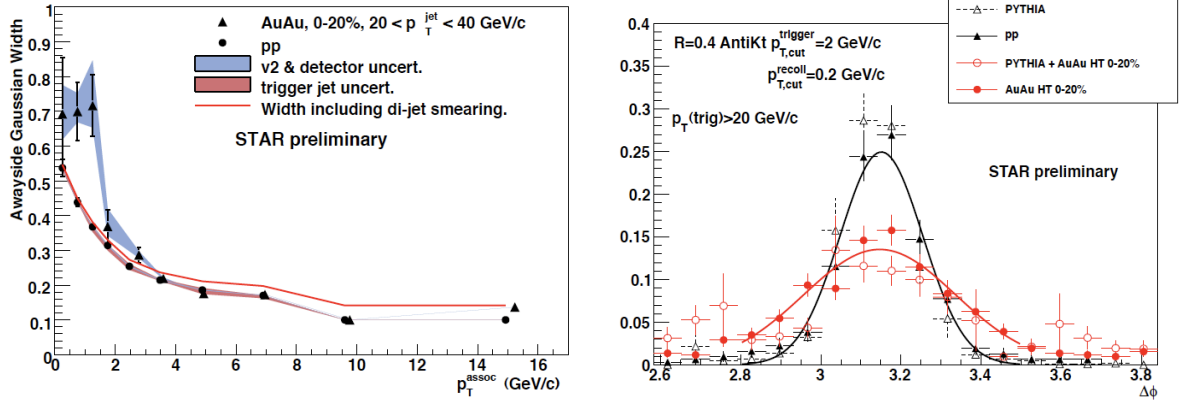 Awayside Gaussian Width
1
0.9
0.8
0.7
0.6
0.5
0.4
0.3
0.2
0.1
0
AuAu, 0-20%, 20 < p_T^jet < 40 GeV/c
pp
v2 & detector uncert.
trigger jet uncert.
Width including di-jet smearing.
STAR preliminary
0 2 4 6 8 10 12 14 16
p_T^assoc (GeV/c)
0.4
0.35
0.3
0.25
0.2
0.15
0.1
0.05
0
R=0.4 AntiKt p_T,cut^trigger=2 GeV/c
p_T,cut^recoil=0.2 GeV/c
p_T(trig)>20 GeV/c
PYTHIA
pp
PYTHIA + AuAu HT 0-20%
AuAu HT 0-20%
STAR preliminary
2.6 2.8 3 3.2 3.4 3.6 3.8
Δϕ